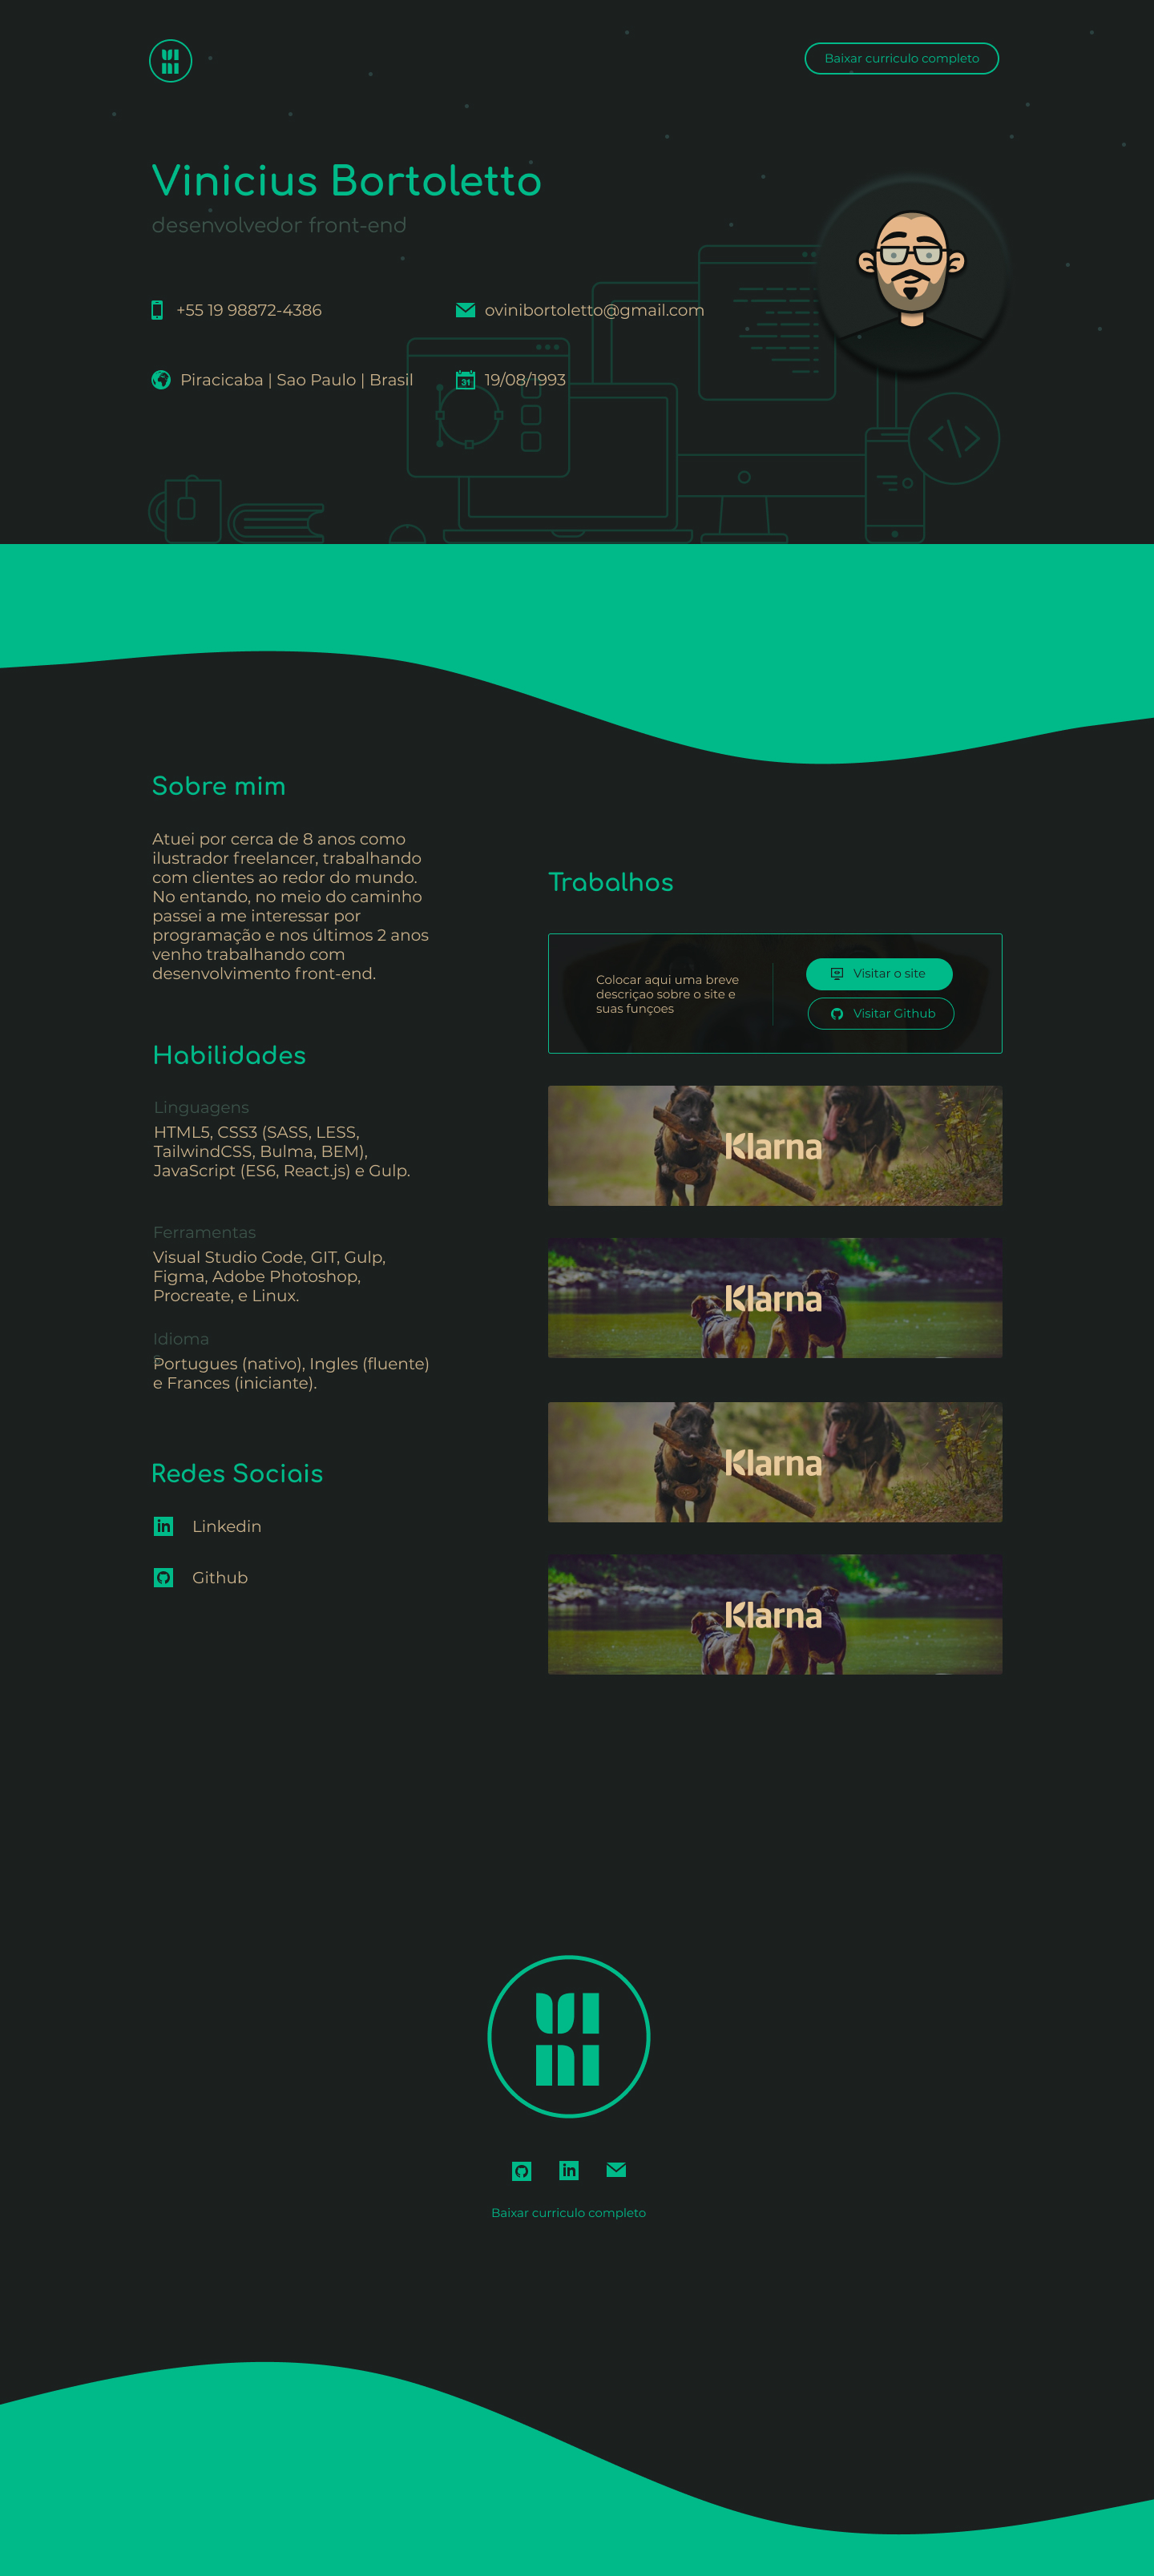 VINI
Baixar curriculo completo
Vinicius Bortoletto
desenvolvedor front-end
+55 19 98872-4386
ovinibortoletto@gmail.com
Piracicaba | Sao Paulo | Brasil
31
19/08/1993
Sobre mim
Atuei por cerca de 8 anos como
ilustrador freelancer, trabalhando
com clientes ao redor do mundo.
No entando, no meio do caminho
passei a me interessar por
programação e nos últimos 2 anos
venho trabalhando com
desenvolvimento front-end.
Habilidades
Linguagens
HTML5, CSS3 (SASS, LESS,
TailwindCSS, Bulma, BEM),
JavaScript (ES6, React.js) e Gulp.
Ferramentas
Visual Studio Code, GIT, Gulp,
Figma, Adobe Photoshop,
Procreate, e Linux.
Idioma
s
Portugues (nativo), Ingles (fluente)
e Frances (iniciante).
Redes Sociais
in
Linkedin
Github
Trabalhos
Colocar aqui uma breve
descriçao sobre o site e
suas funçoes
Visitar o site
Visitar Github
Klarna
Klarna
Klarna
Klarna
VINI
in
Baixar curriculo completo